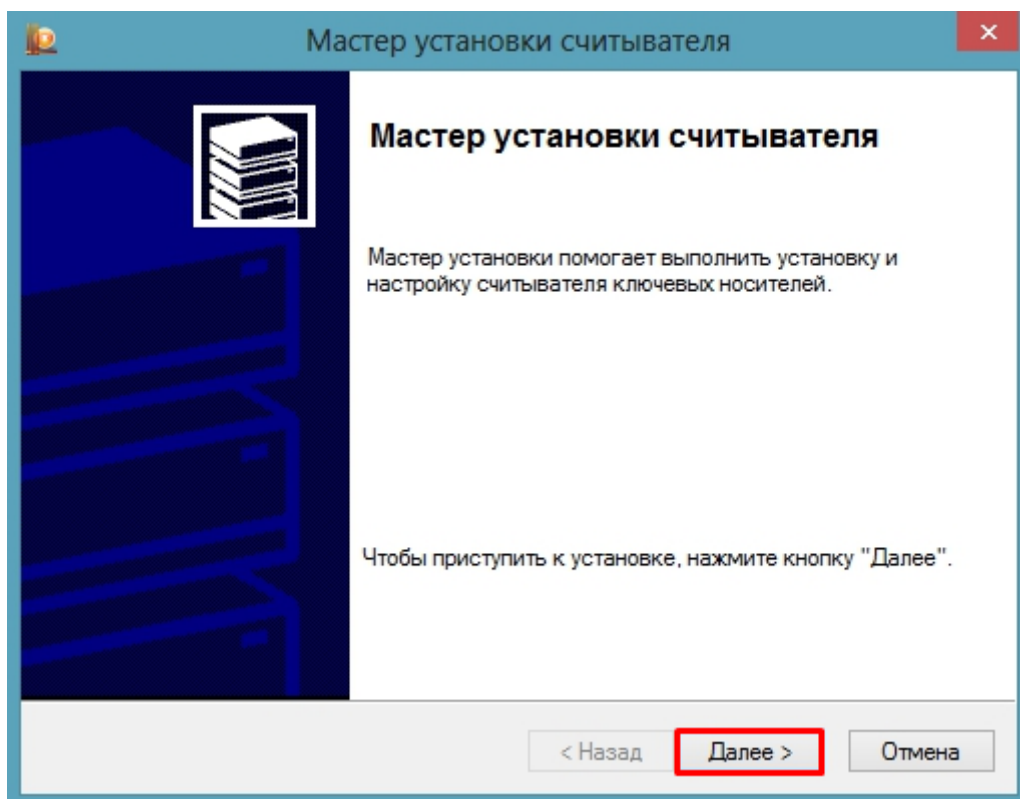 Мастер установки считывателя
Мастер установки считывателя
Мастер установки помогает выполнить установку и
настройку считывателя ключевых носителей.
Чтобы приступить к установке, нажмите кнопку "Далее".
< Назад
Далее >
Отмена